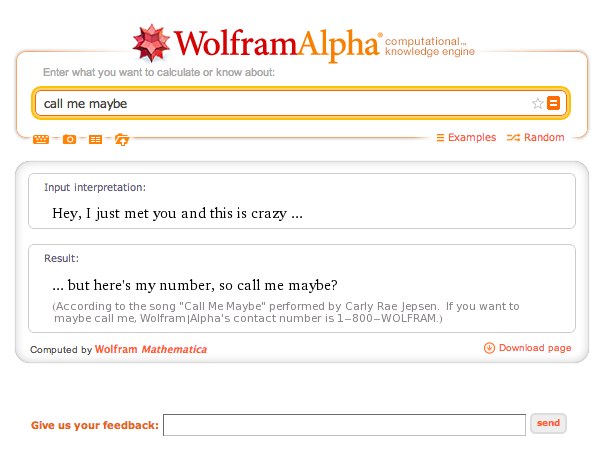 WolframAlpha® computational... knowledge engine
Enter what you want to calculate or know about:
call me maybe
Examples Random
Input interpretation:
Hey, I just met you and this is crazy ...
Result:
... but here's my number, so call me maybe?
(According to the song "Call Me Maybe" performed by Carly Rae Jepsen. If you want to
maybe call me, Wolfram|Alpha's contact number is 1-800-WOLFRAM.)
Computed by Wolfram Mathematica
Download page
Give us your feedback:
send